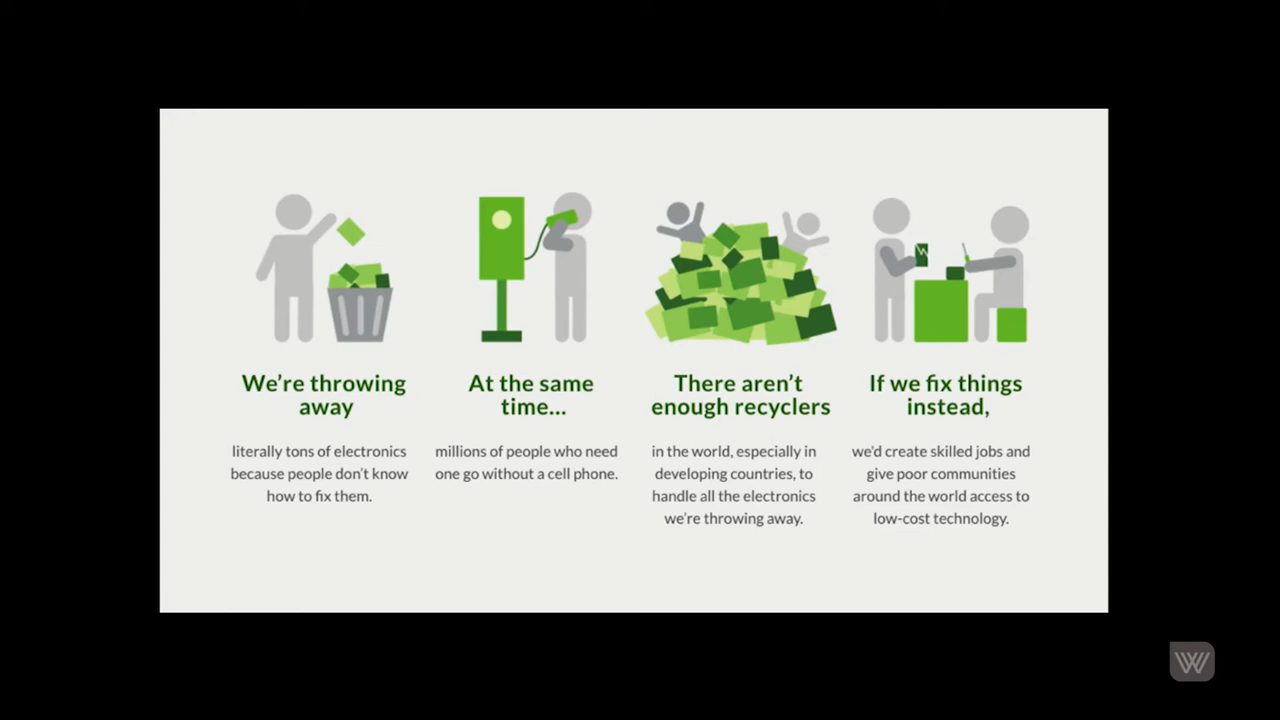 We're throwing
away
literally tons of electronics
because people don't know
how to fix them.
At the same
time...
millions of people who need
one go without a cell phone.
There aren't
enough recyclers
in the world, especially in
developing countries, to
handle all the electronics
we're throwing away.
If we fix things
instead,
we'd create skilled jobs and
give poor communities
around the world access to
low-cost technology.
W